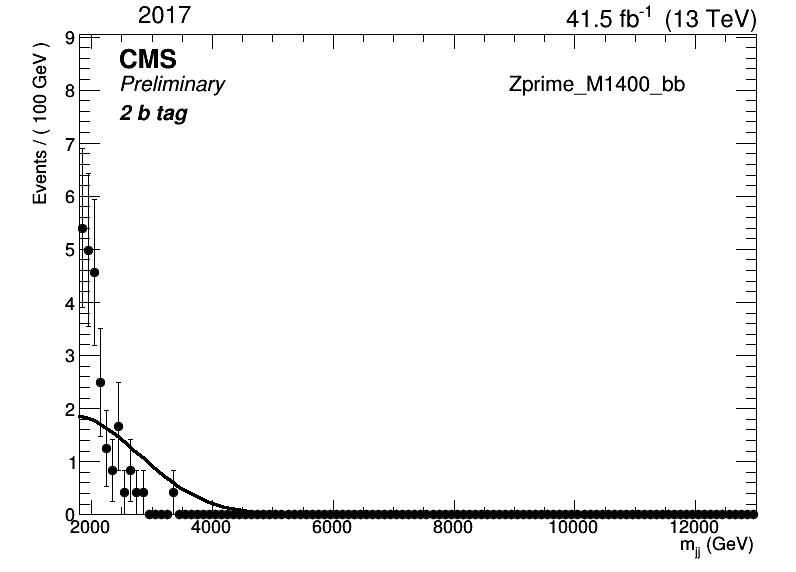 2017
41.5 fb-1 (13 TeV)
CMS
Preliminary
2 b tag
Zprime_M1400_bb
Events / ( 100 GeV )
9
8
7
6
5
4
3
2
1
0
2000 4000 6000 8000 10000 12000
mjj (GeV)